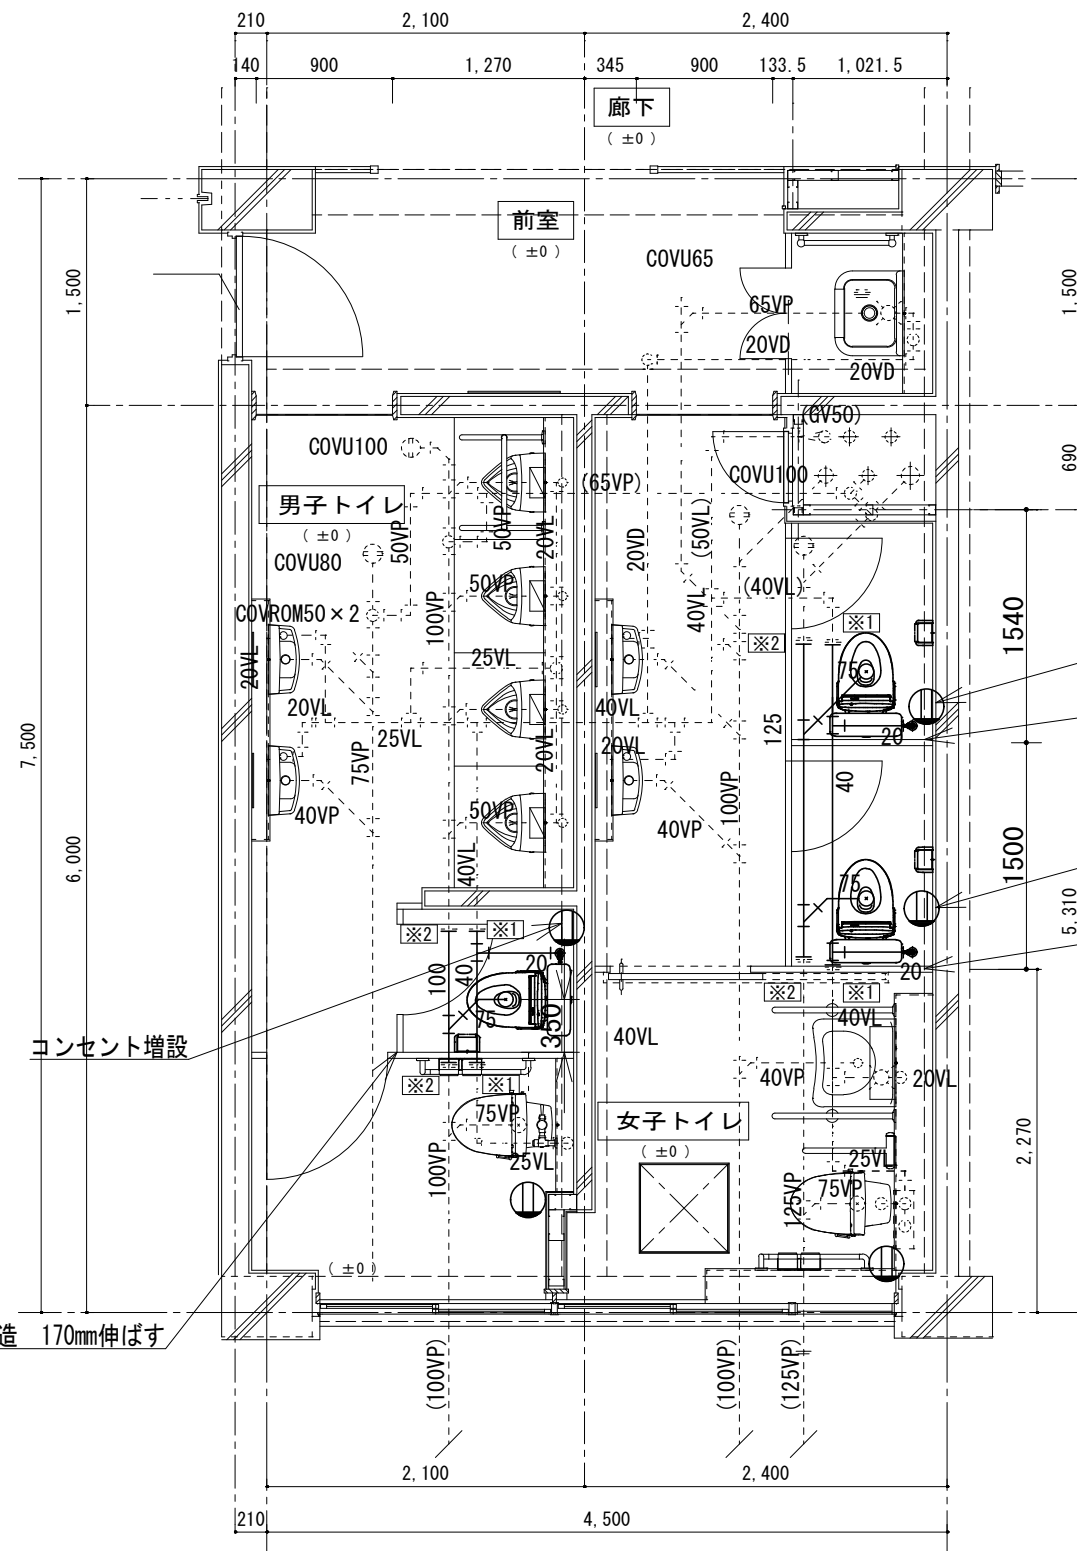 210
2,100
2,400
140
900
1,270
345
900
133.5
1,021.5
廊下
( ±0 )
前室
( ±0 )
COVU65
1,500
1,500
65VP
20VD
20VD
(GV50)
COVU100
(65VP)
COVU100
690
男子トイレ
( ±0 )
50VP
50VP
20VL
20VD
(50VL)
COVU80
50VP
(40VL)
COVROM50×2
100VP
40VL
※1
1540
※2
20VL
25VL
75
20VL
40VL
125
20
25VL
20VL
20VL
7,500
75VP
40
100VP
50VP
40VP
40VP
6,000
40VL
75
1500
5,310
※2
※1
20
20
100
40
※2
※1
75
350
40VL
40VL
コンセント増設
※2
※1
40VP
20VL
75VP
女子トイレ
( ±0 )
2,270
100VP
25VL
25VL
125VP
75VP
( ±0 )
造 170mm伸ばす
(100VP)
(100VP)
(125VP)
2,100
2,400
210
4,500